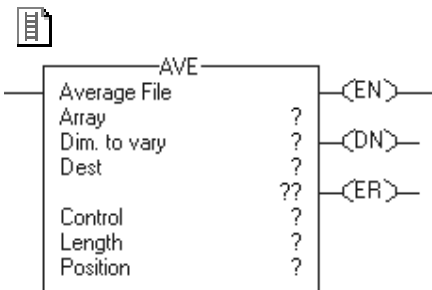 AVE
Average File (EN)
Array ?
Dim. to vary ? (DN)
Dest ?
?? (ER)
Control ?
Length ?
Position ?